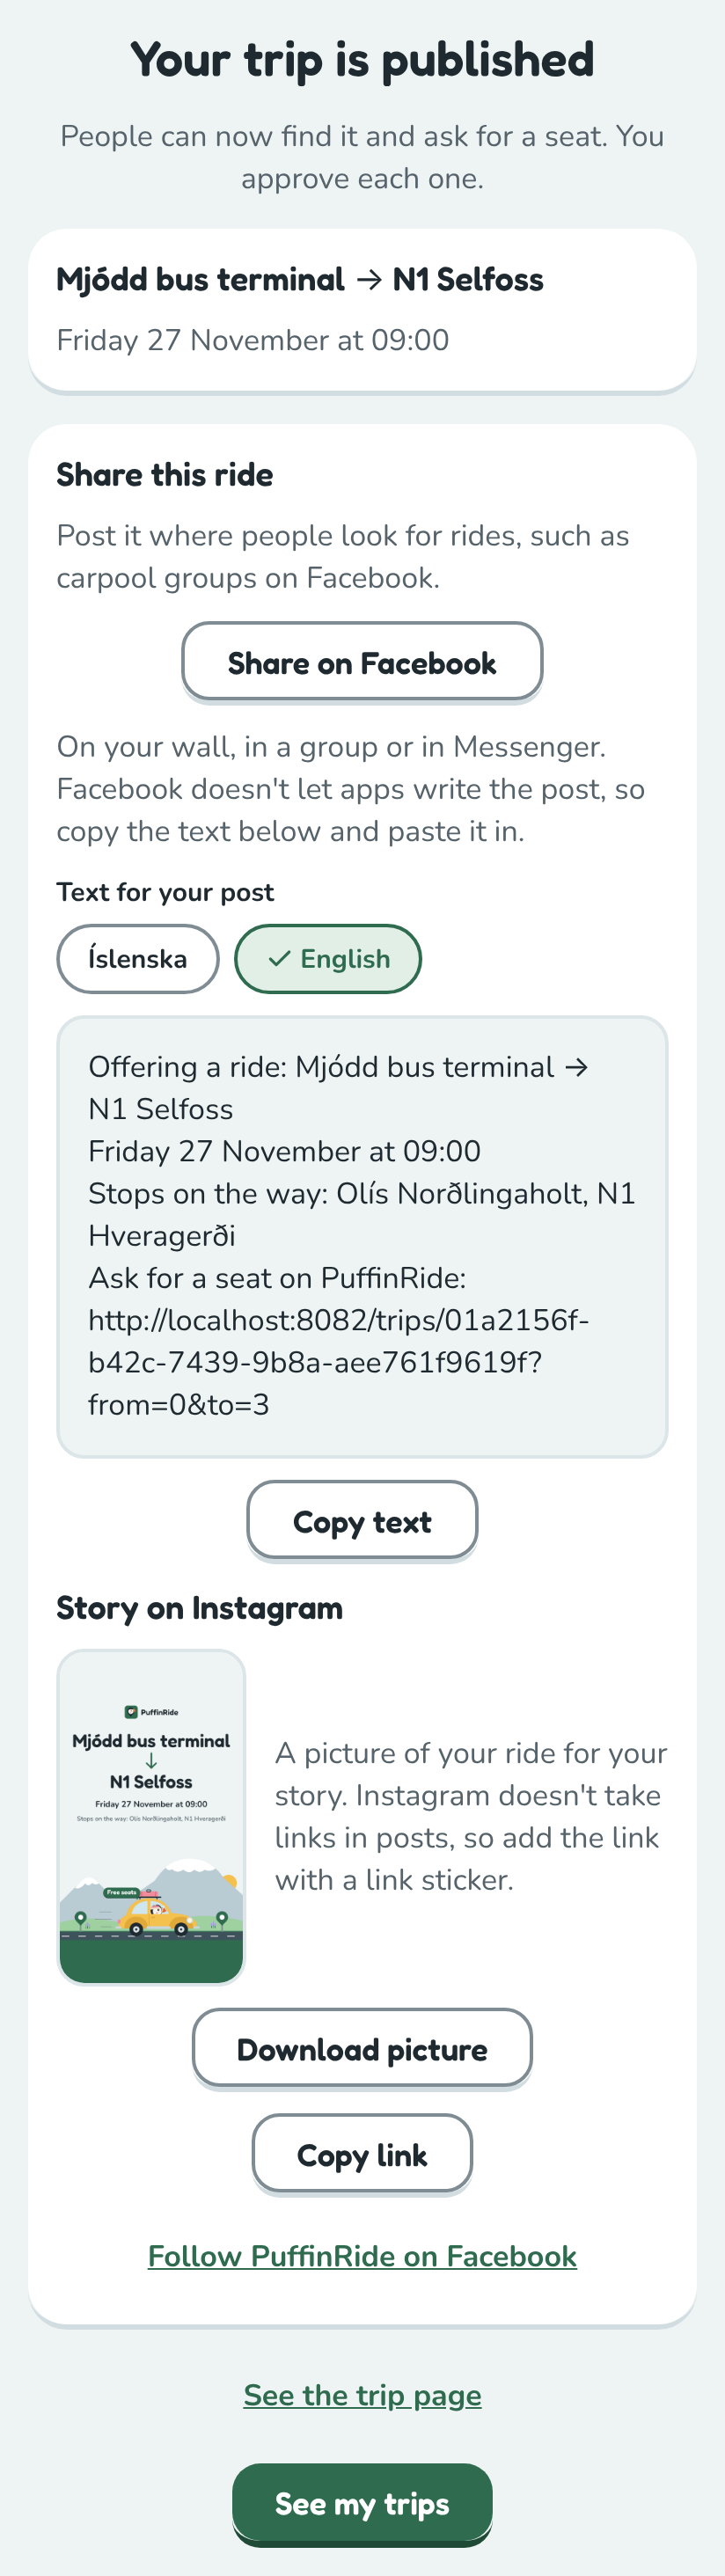 Your trip is published
People can now find it and ask for a seat. You
approve each one.
Mjódd bus terminal → N1 Selfoss
Friday 27 November at 09:00
Share this ride
Post it where people look for rides, such as
carpool groups on Facebook.
Share on Facebook
On your wall, in a group or in Messenger.
Facebook doesn't let apps write the post, so
copy the text below and paste it in.
Text for your post
Íslenska
✓ English
Offering a ride: Mjódd bus terminal →
N1 Selfoss
Friday 27 November at 09:00
Stops on the way: Olís Norðlingaholt, N1
Hveragerði
Ask for a seat on PuffinRide:
http://localhost:8082/trips/01a2156f-
b42c-7439-9b8a-aee761f9619f?
from=0&to=3
Copy text
Story on Instagram
PuffinRide
Mjódd bus terminal
↓
N1 Selfoss
Friday 27 November at 09:00
Stops on the way: Olís Norðlingaholt, N1 Hveragerði
Free seats
A picture of your ride for your
story. Instagram doesn't take
links in posts, so add the link
with a link sticker.
Download picture
Copy link
Follow PuffinRide on Facebook
See the trip page
See my trips